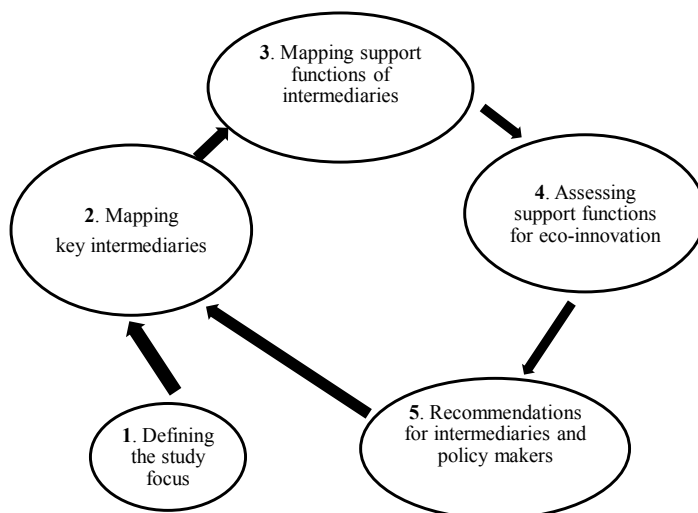 3. Mapping support
functions of
intermediaries
4. Assessing
support functions
for eco-innovation
2. Mapping
key intermediaries
5. Recommendations
for intermediaries and
policy makers
1. Defining
the study
focus